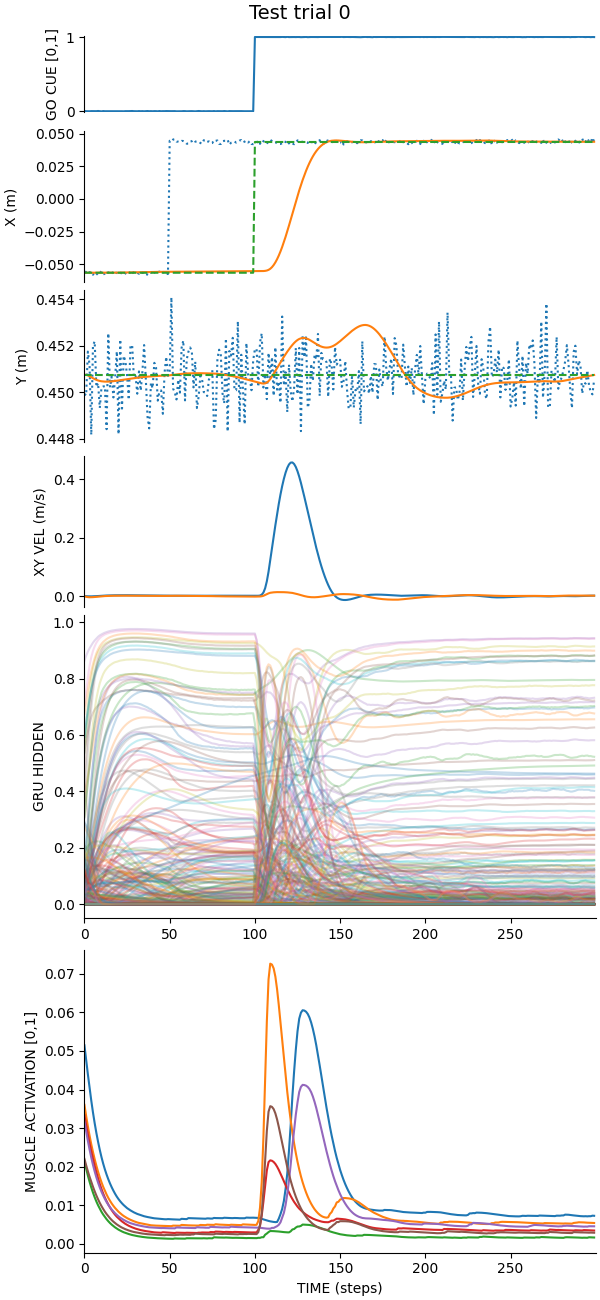 Test trial 0
GO CUE [0,1]
1
0
X (m)
0.050
0.025
0.000
−0.025
−0.050
Y (m)
0.454
0.452
0.450
0.448
XY VEL (m/s)
0.4
0.2
0.0
GRU HIDDEN
1.0
0.8
0.6
0.4
0.2
0.0
0 50 100 150 200 250
MUSCLE ACTIVATION [0,1]
0.07
0.06
0.05
0.04
0.03
0.02
0.01
0.00
0 50 100 150 200 250
TIME (steps)